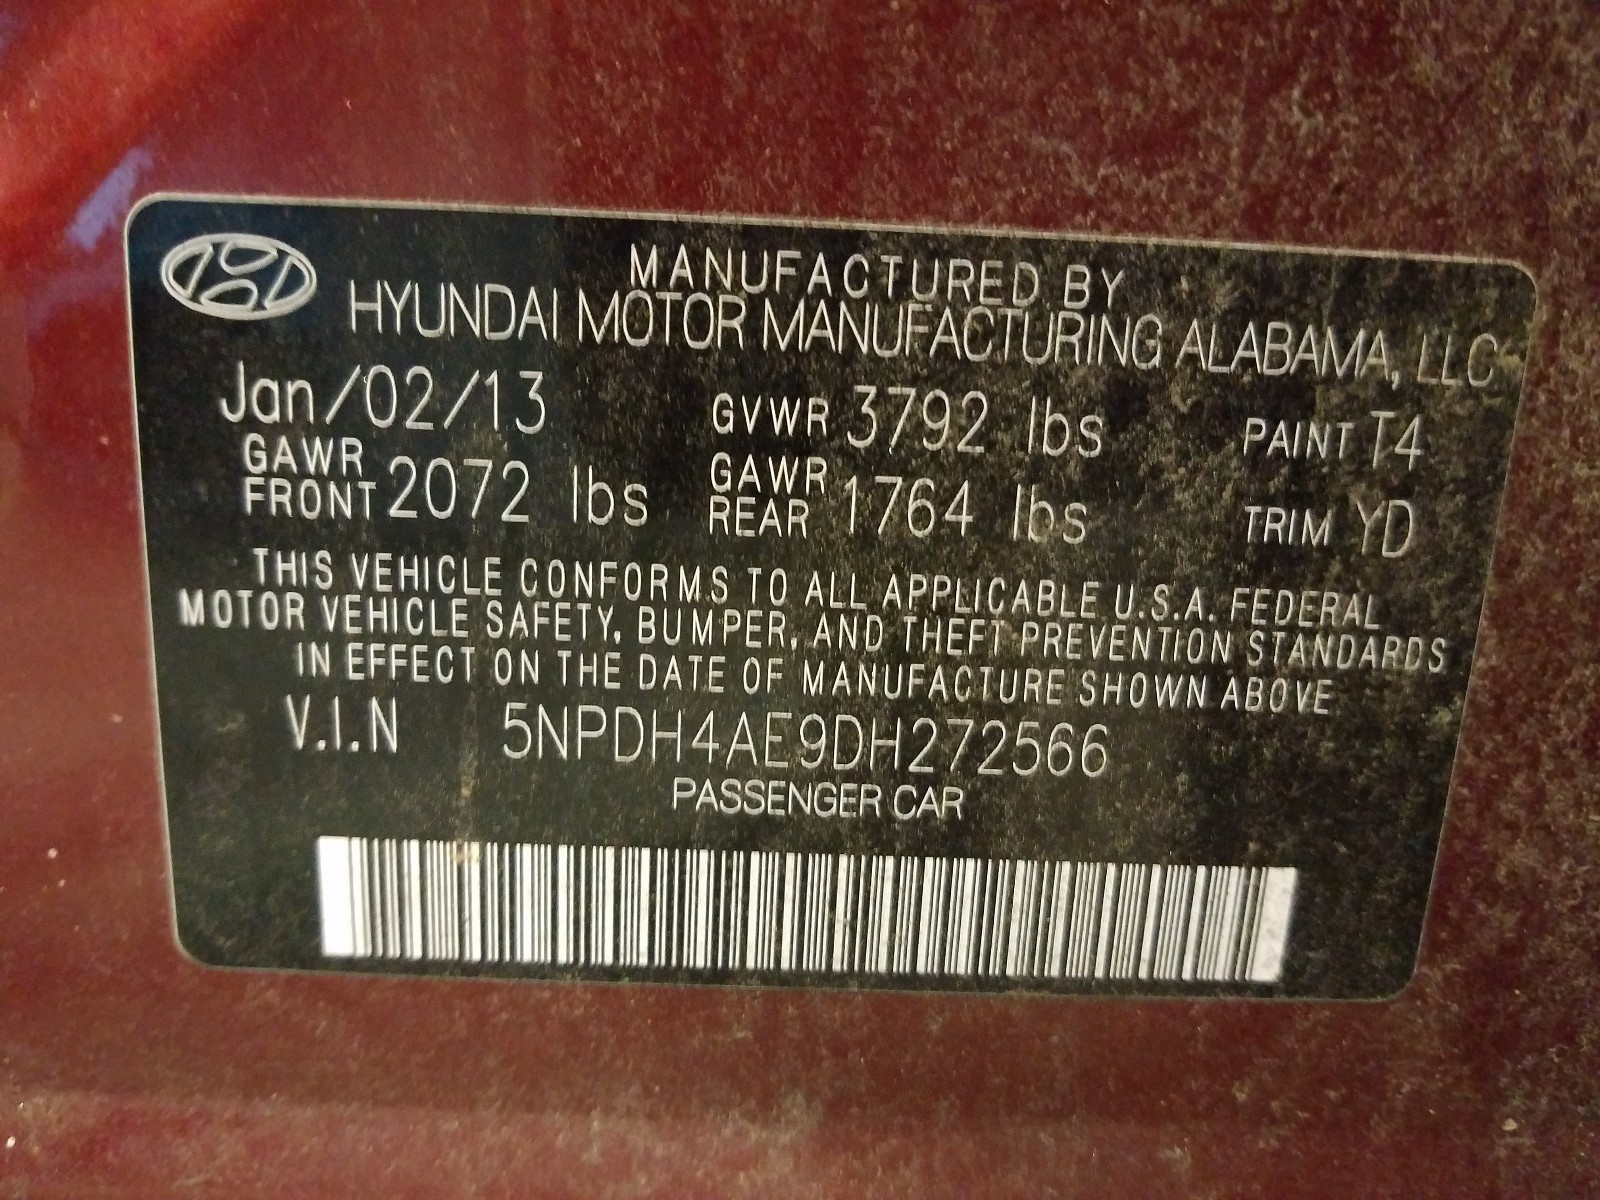 MANUFACTURED BY
HYUNDAI MOTOR MANUFACTURING ALABAMA, LLC
Jan/02/13 GVWR 3792 lbs PAINT T4
GAWR FRONT 2072 lbs GAWR REAR 1764 lbs TRIM YD
THIS VEHICLE CONFORMS TO ALL APPLICABLE U.S.A. FEDERAL
MOTOR VEHICLE SAFETY, BUMPER, AND THEFT PREVENTION STANDARDS
IN EFFECT ON THE DATE OF MANUFACTURE SHOWN ABOVE
V.I.N 5NPDH4AE9DH272566
PASSENGER CAR